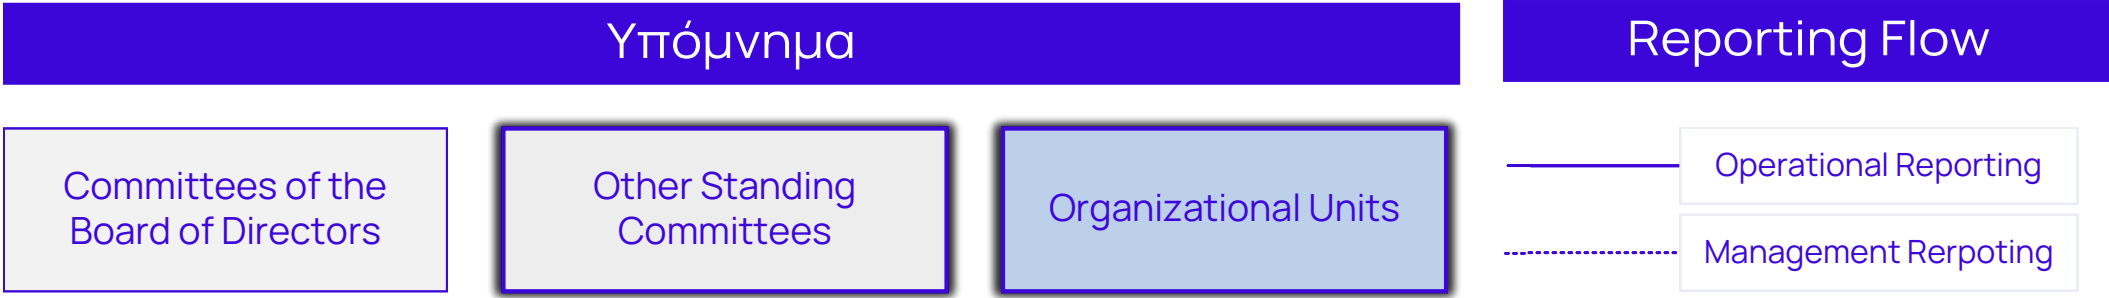 Υπόμνημα
Reporting Flow
Committees of the
Board of Directors
Other Standing
Committees
Organizational Units
Operational Reporting
Management Rerpoting